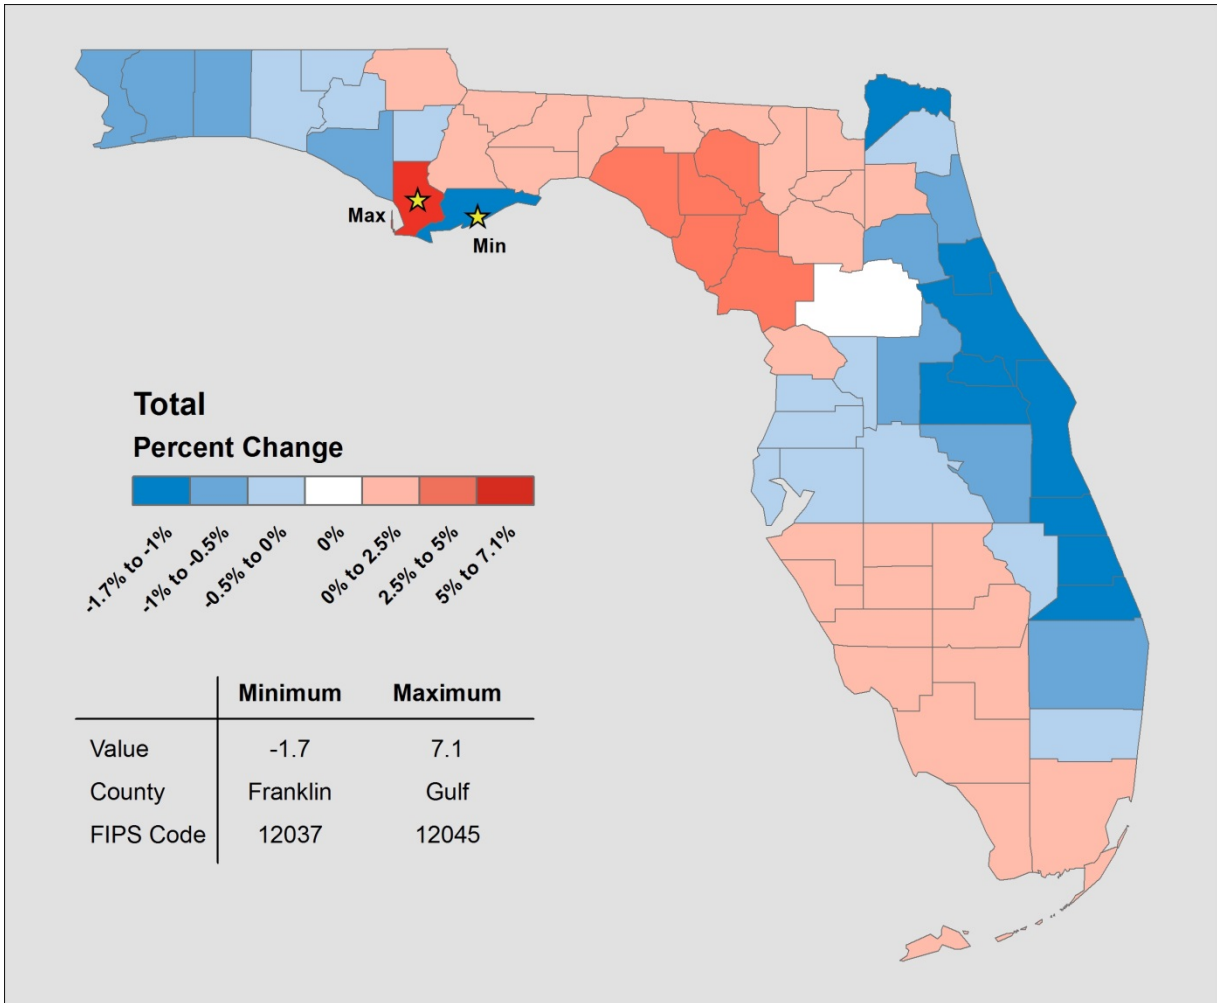 Max
Min
Total
Percent Change
-1.7% to -1%
-1% to -0.5%
-0.5% to 0%
0%
0% to 2.5%
2.5% to 5%
5% to 7.1%
Minimum Maximum
Value -1.7 7.1
County Franklin Gulf
FIPS Code 12037 12045